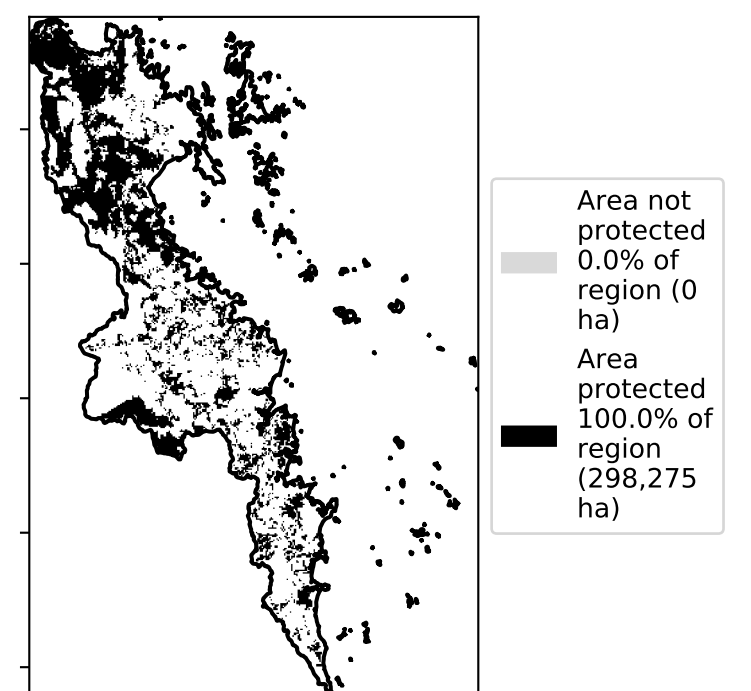 Area not
protected
0.0% of
region (0
ha)
Area
protected
100.0% of
region
(298,275
ha)